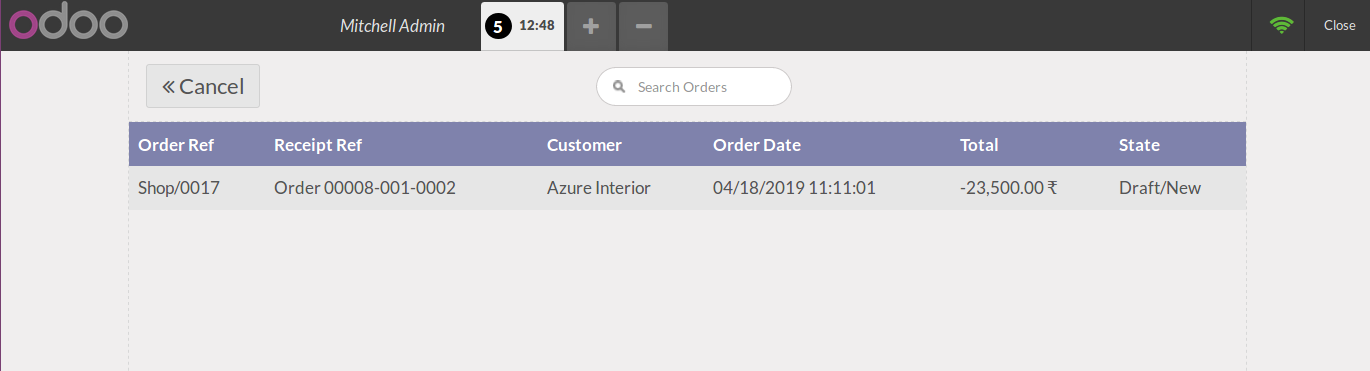 odoo Mitchell Admin 5 12:48 + − Close
Cancel Search Orders
Order Ref Receipt Ref Customer Order Date Total State
Shop/0017 Order 00008-001-0002 Azure Interior 04/18/2019 11:11:01 -23,500.00 ₹ Draft/New